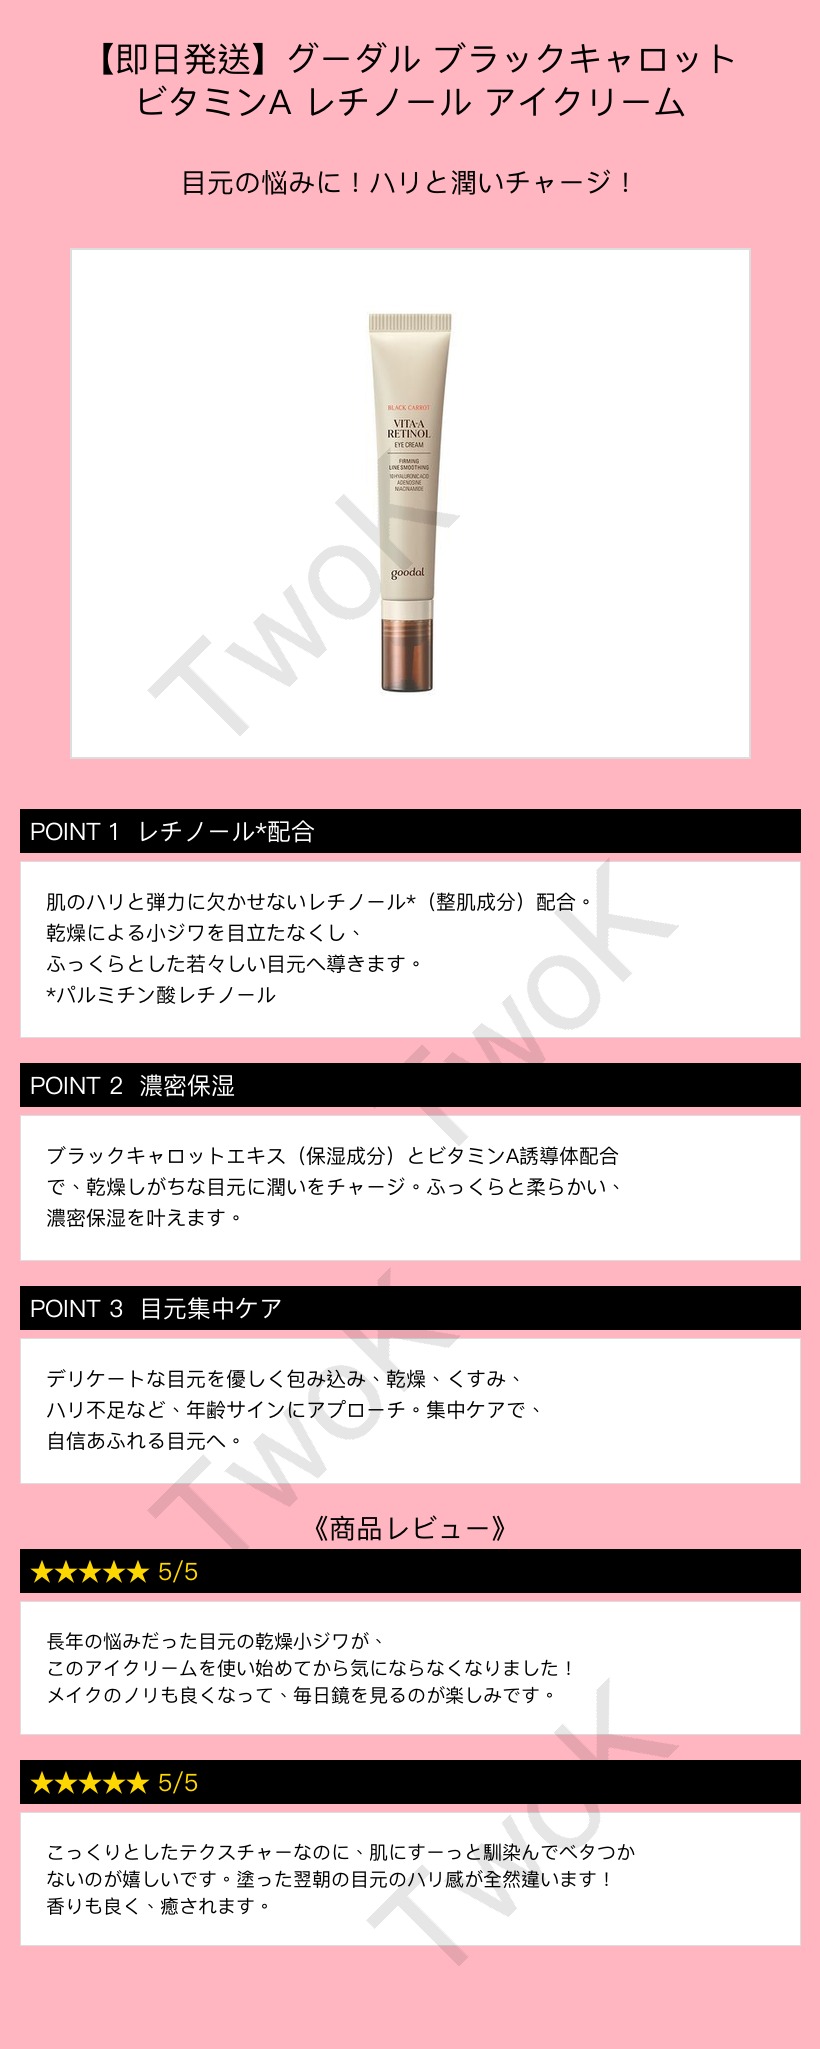 【即日発送】グーダル ブラックキャロット
ビタミンA レチノール アイクリーム
目元の悩みに！ハリと潤いチャージ！
BLACK CARROT
VITA-A
RETINOL
EYE CREAM
FIRMING
LINE SMOOTHING
10 HYALURONIC ACID
ADENOSINE
NIACINAMIDE
goodal
TwoK
POINT 1 レチノール*配合
肌のハリと弾力に欠かせないレチノール*（整肌成分）配合。
乾燥による小ジワを目立たなくし、
ふっくらとした若々しい目元へ導きます。
*パルミチン酸レチノール
TwoK
POINT 2 濃密保湿
ブラックキャロットエキス（保湿成分）とビタミンA誘導体配合
で、乾燥しがちな目元に潤いをチャージ。ふっくらと柔らかい、
濃密保湿を叶えます。
POINT 3 目元集中ケア
デリケートな目元を優しく包み込み、乾燥、くすみ、
ハリ不足など、年齢サインにアプローチ。集中ケアで、
自信あふれる目元へ。
TwoK
《商品レビュー》
★★★★★ 5/5
長年の悩みだった目元の乾燥小ジワが、
このアイクリームを使い始めてから気にならなくなりました！
メイクのノリも良くなって、毎日鏡を見るのが楽しみです。
★★★★★ 5/5
こっくりとしたテクスチャーなのに、肌にすーっと馴染んでベタつか
ないのが嬉しいです。塗った翌朝の目元のハリ感が全然違います！
香りも良く、癒されます。
TwoK